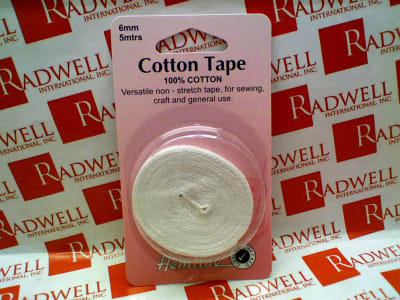 6mm
5mtrs
Cotton Tape
100% COTTON
Versatile non - stretch tape, for sewing,
craft and general use.
Hemline
RADWELL
INTERNATIONAL, INC.